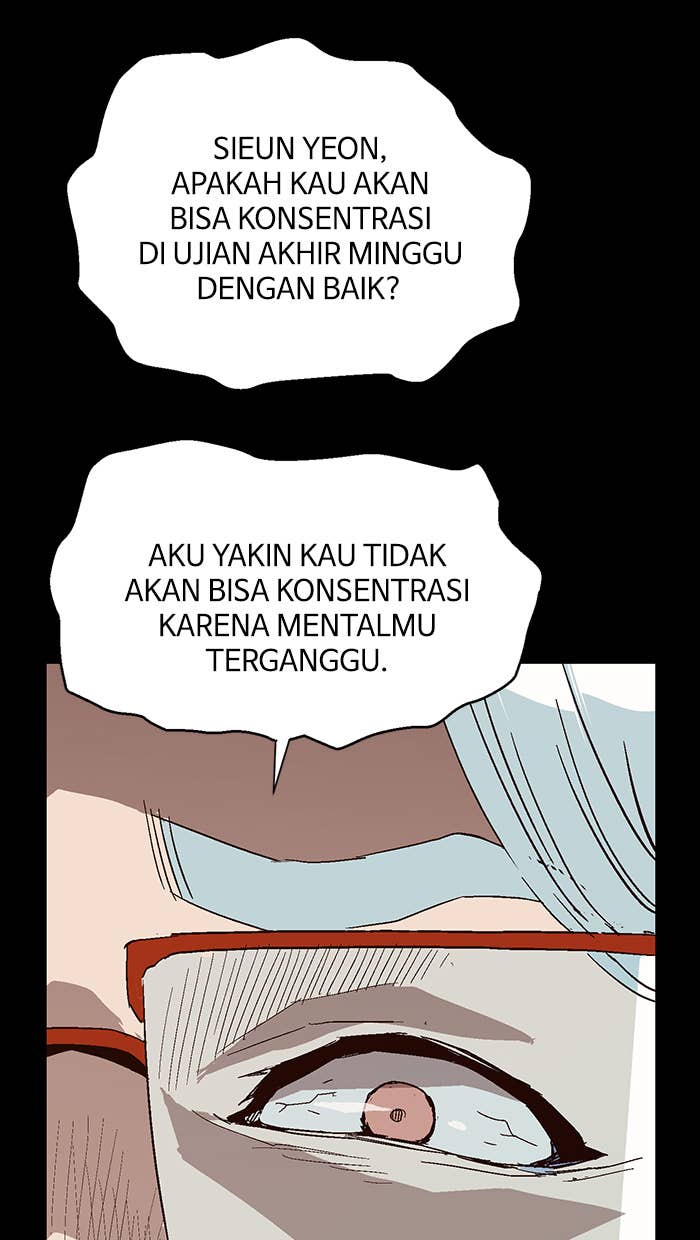 SIEUN YEON,
APAKAH KAU AKAN
BISA KONSENTRASI
DI UJIAN AKHIR MINGGU
DENGAN BAIK?
AKU YAKIN KAU TIDAK
AKAN BISA KONSENTRASI
KARENA MENTALMU
TERGANGGU.